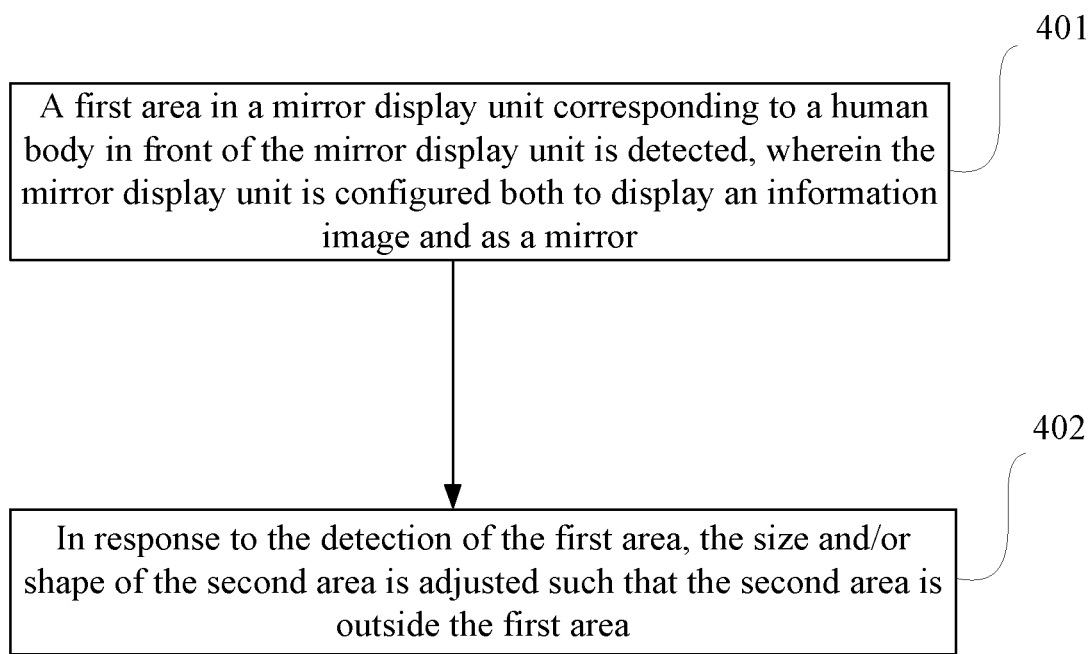 401
A first area in a mirror display unit corresponding to a human
body in front of the mirror display unit is detected, wherein the
mirror display unit is configured both to display an information
image and as a mirror
402
In response to the detection of the first area, the size and/or
shape of the second area is adjusted such that the second area is
outside the first area